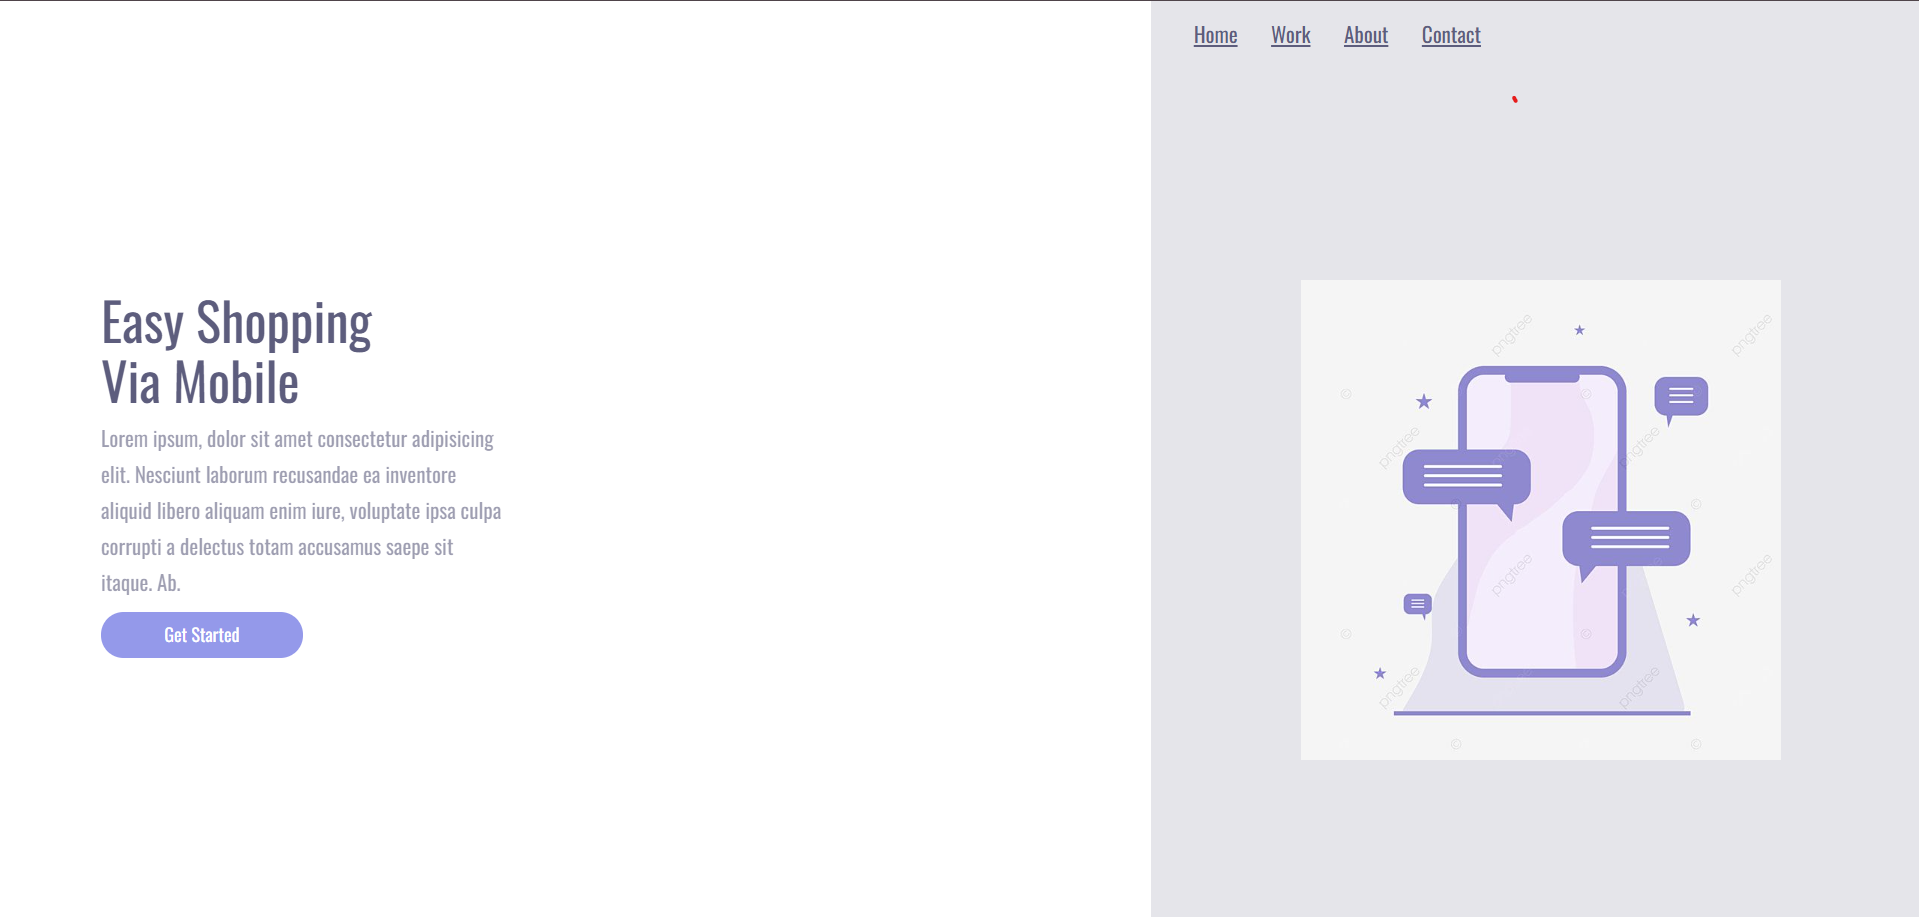 Home Work About Contact
Easy Shopping
Via Mobile
Lorem ipsum, dolor sit amet consectetur adipisicing
elit. Nesciunt laborum recusandae ea inventore
aliquid libero aliquam enim iure, voluptate ipsa culpa
corrupti a delectus totam accusamus saepe sit
itaque. Ab.
Get Started
pngtree
pngtree
pngtree
pngtree
pngtree
pngtree
pngtree
pngtree